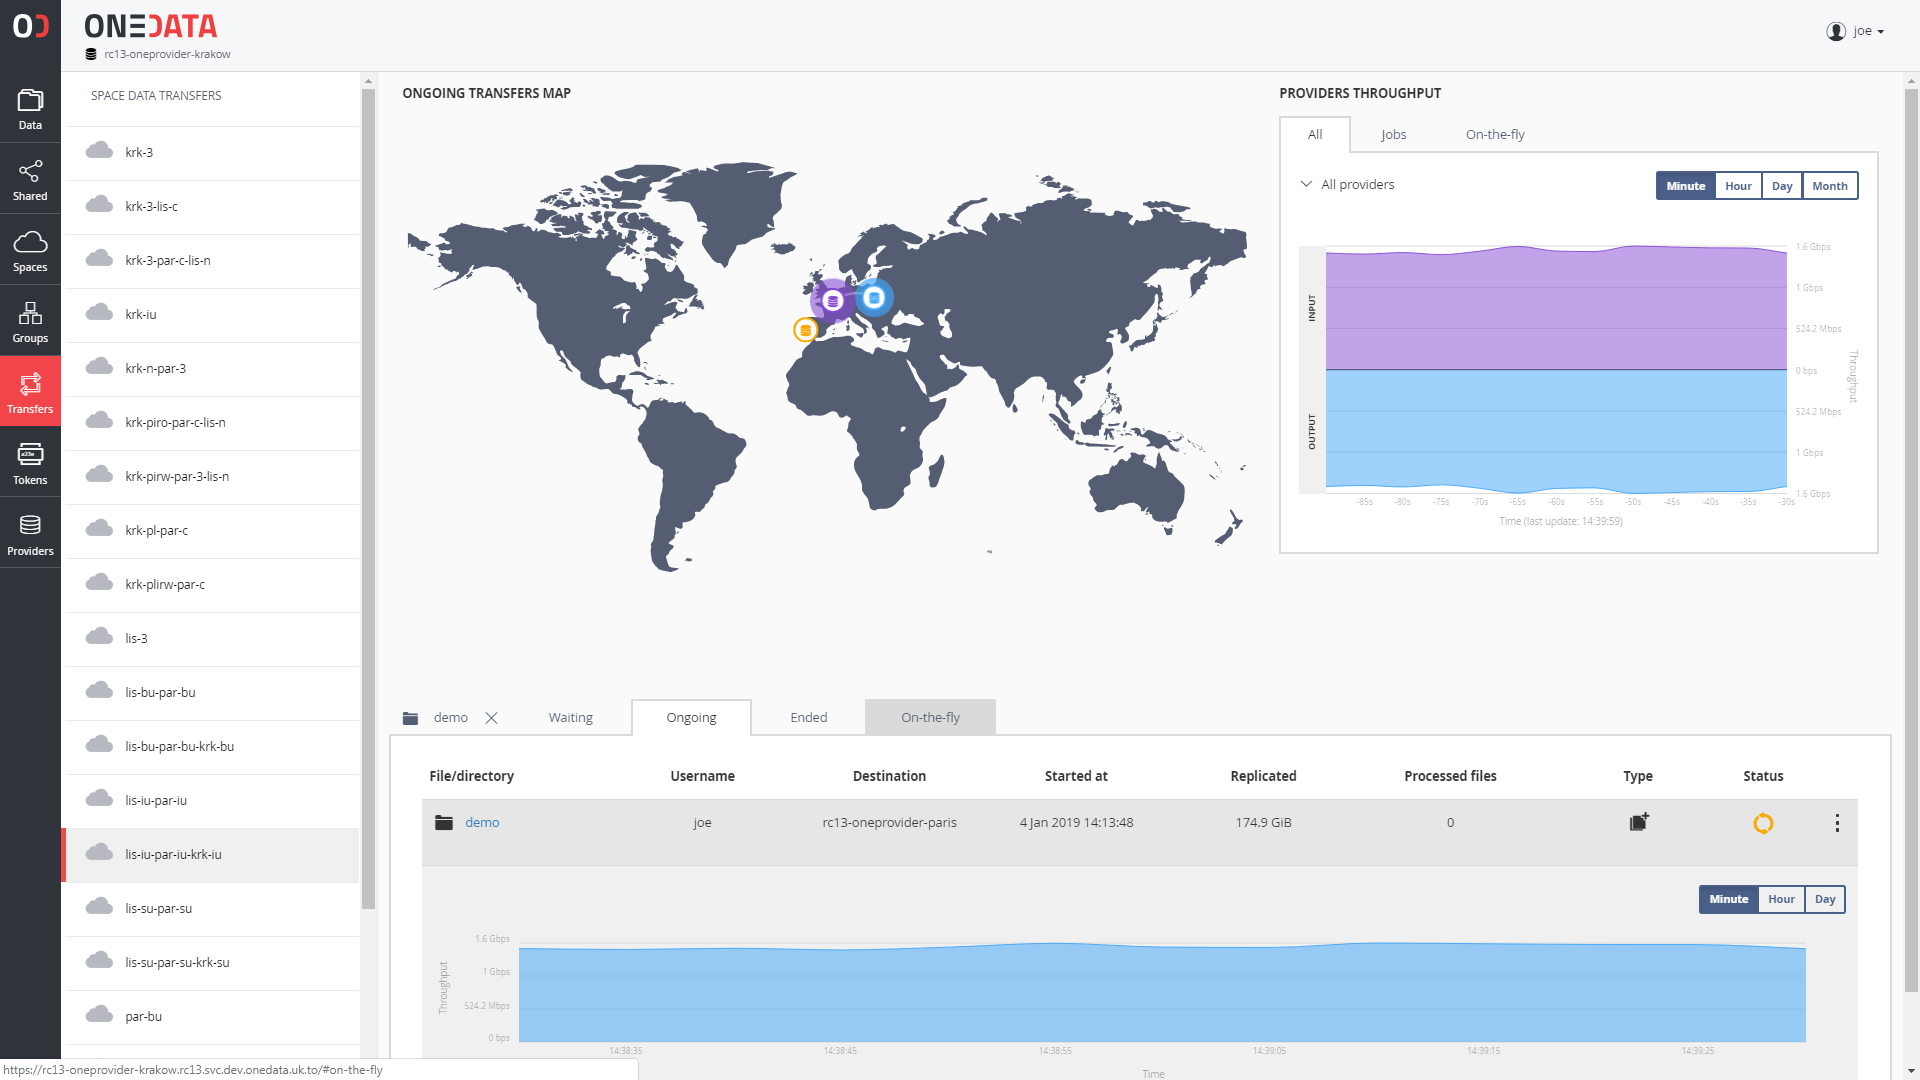 ONEDATA
rc13-oneprovider-krakow
joe
Data
Shared
Spaces
Groups
Transfers
Tokens
Providers
SPACE DATA TRANSFERS
krk-3
krk-3-lis-c
krk-3-par-c-lis-n
krk-iu
krk-n-par-3
krk-piro-par-c-lis-n
krk-pirw-par-3-lis-n
krk-pl-par-c
krk-plirw-par-c
lis-3
lis-bu-par-bu
lis-bu-par-bu-krk-bu
lis-iu-par-iu
lis-iu-par-iu-krk-iu
lis-su-par-su
lis-su-par-su-krk-su
par-bu
ONGOING TRANSFERS MAP
PROVIDERS THROUGHPUT
All Jobs On-the-fly
All providers
Minute Hour Day Month
INPUT
OUTPUT
1.6 Gbps
1 Gbps
524.2 Mbps
0 bps
524.2 Mbps
1 Gbps
1.6 Gbps
Throughput
-85s -80s -75s -70s -65s -60s -55s -50s -45s -40s -35s -30s
Time (last update: 14:39:59)
demo Waiting Ongoing Ended On-the-fly
File/directory Username Destination Started at Replicated Processed files Type Status
demo joe rc13-oneprovider-paris 4 Jan 2019 14:13:48 174.9 GiB 0
Minute Hour Day
Throughput
1.6 Gbps
1 Gbps
524.2 Mbps
0 bps
14:38:35 14:38:45 14:38:55 14:39:05 14:39:15 14:39:25
Time
https://rc13-oneprovider-krakow.rc13.svc.dev.onedata.uk.to/#on-the-fly